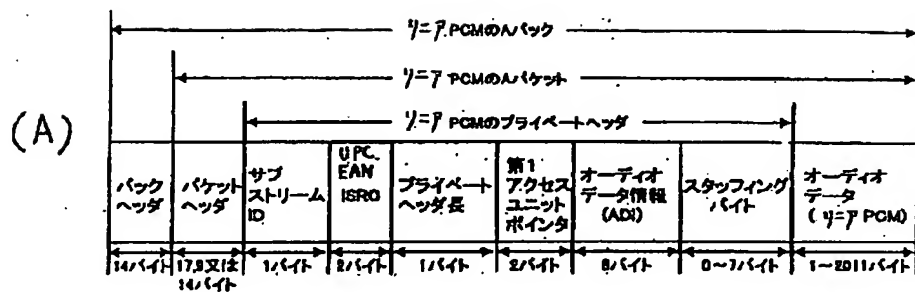 リニア PCMのAパック
リニア PCMのAパケット
(A)
リニア PCMのプライベートヘッダ
パック
ヘッダ
パケット
ヘッダ
サブ
ストリーム
ID
UPC,
EAN
ISRC
プライベート
ヘッダ長
第1
アクセス
ユニット
ポインタ
オーディオ
データ情報
(ADI)
スタッフィング
バイト
オーディオ
データ
(リニア PCM)
14バイト
17,9又は
14バイト
1バイト
2バイト
1バイト
2バイト
8バイト
0〜7バイト
1〜2011バイト